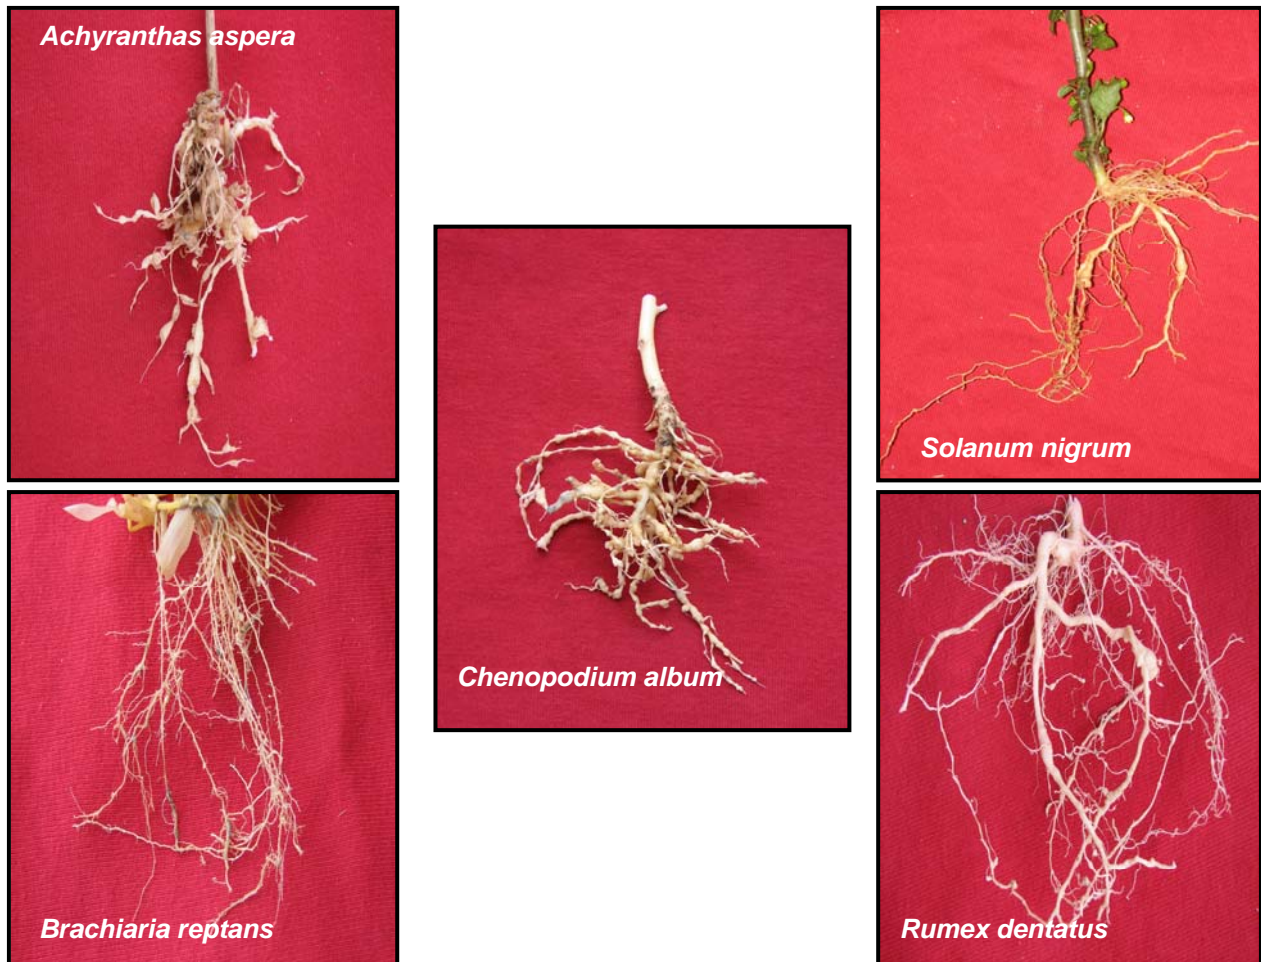 Achyranthas aspera
Solanum nigrum
Chenopodium album
Brachiaria reptans
Rumex dentatus